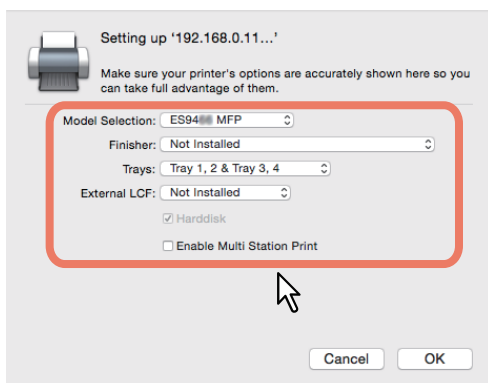 Setting up ‘192.168.0.11...’
Make sure your printer's options are accurately shown here so you
can take full advantage of them.
Model Selection: MFP
Finisher: Not Installed
Trays: Tray 1, 2 & Tray 3, 4
External LCF: Not Installed
Harddisk
Enable Multi Station Print
Cancel OK